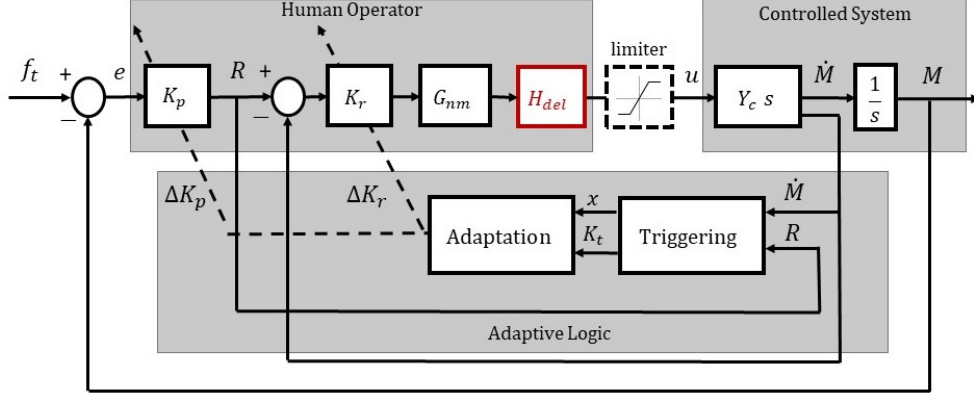 Human Operator
Controlled System
limiter
f_t
+
−
e
K_p
R
+
−
K_r
G_nm
H_del
u
Y_c s
Ṁ
1/s
M
ΔK_p
ΔK_r
Adaptation
x
K_t
Triggering
Ṁ
R
Adaptive Logic